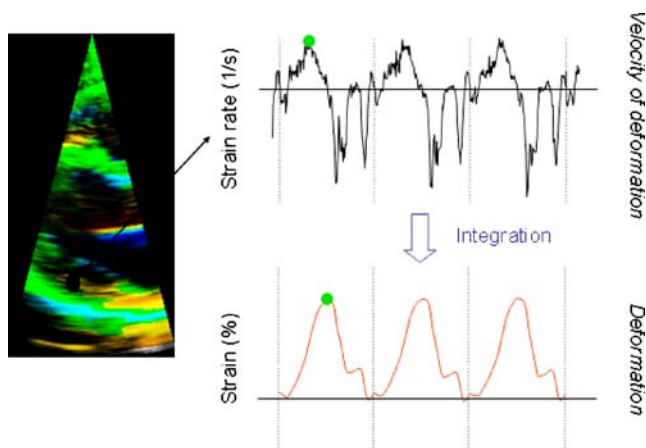 Strain rate (1/s)
Velocity of deformation
Integration
Strain (%)
Deformation